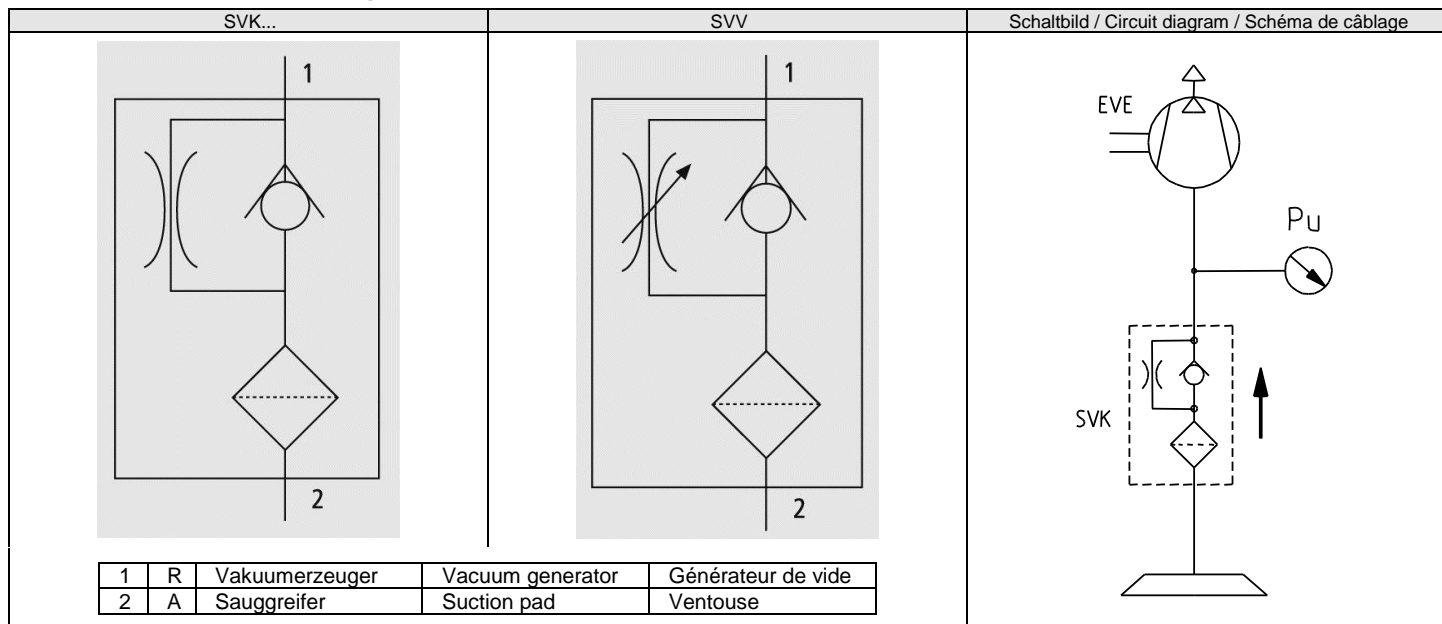 SVK...
SVV
Schaltbild / Circuit diagram / Schéma de câblage
1
2
1
2
EVE
Pu
SVK
1 R Vakuumerzeuger Vacuum generator Générateur de vide
2 A Sauggreifer Suction pad Ventouse